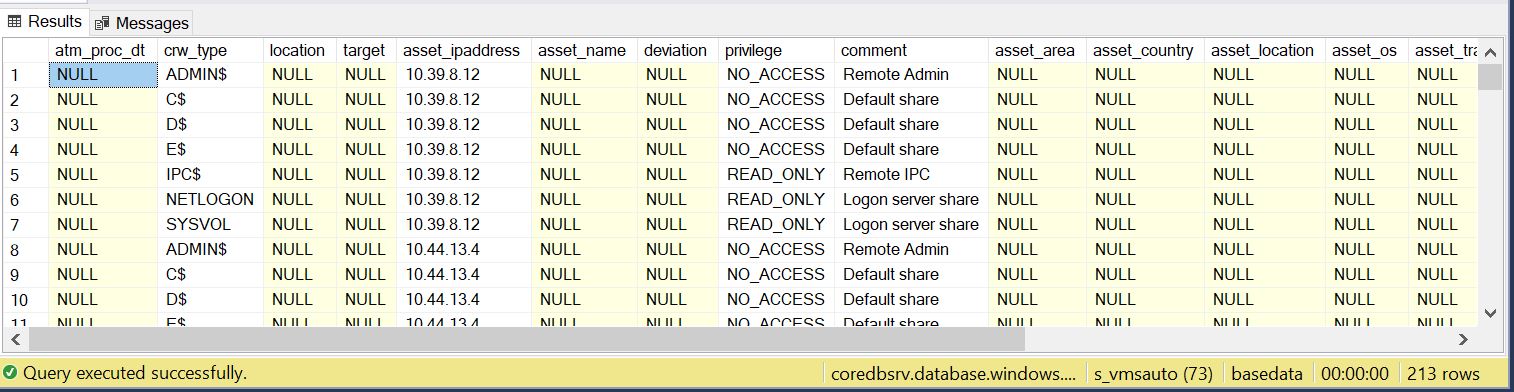 Results Messages
atm_proc_dt crw_type location target asset_ipaddress asset_name deviation privilege comment asset_area asset_country asset_location asset_os asset_tra
1 NULL ADMIN$ NULL NULL 10.39.8.12 NULL NULL NO_ACCESS Remote Admin NULL NULL NULL NULL NULL
2 NULL C$ NULL NULL 10.39.8.12 NULL NULL NO_ACCESS Default share NULL NULL NULL NULL NULL
3 NULL D$ NULL NULL 10.39.8.12 NULL NULL NO_ACCESS Default share NULL NULL NULL NULL NULL
4 NULL E$ NULL NULL 10.39.8.12 NULL NULL NO_ACCESS Default share NULL NULL NULL NULL NULL
5 NULL IPC$ NULL NULL 10.39.8.12 NULL NULL READ_ONLY Remote IPC NULL NULL NULL NULL NULL
6 NULL NETLOGON NULL NULL 10.39.8.12 NULL NULL READ_ONLY Logon server share NULL NULL NULL NULL NULL
7 NULL SYSVOL NULL NULL 10.39.8.12 NULL NULL READ_ONLY Logon server share NULL NULL NULL NULL NULL
8 NULL ADMIN$ NULL NULL 10.44.13.4 NULL NULL NO_ACCESS Remote Admin NULL NULL NULL NULL NULL
9 NULL C$ NULL NULL 10.44.13.4 NULL NULL NO_ACCESS Default share NULL NULL NULL NULL NULL
10 NULL D$ NULL NULL 10.44.13.4 NULL NULL NO_ACCESS Default share NULL NULL NULL NULL NULL
11 NULL E$ NULL NULL 10.44.13.4 NULL NULL NO_ACCESS Default share NULL NULL NULL NULL NULL
Query executed successfully. coredbsrv.database.windows.... s_vmsauto (73) basedata 00:00:00 213 rows